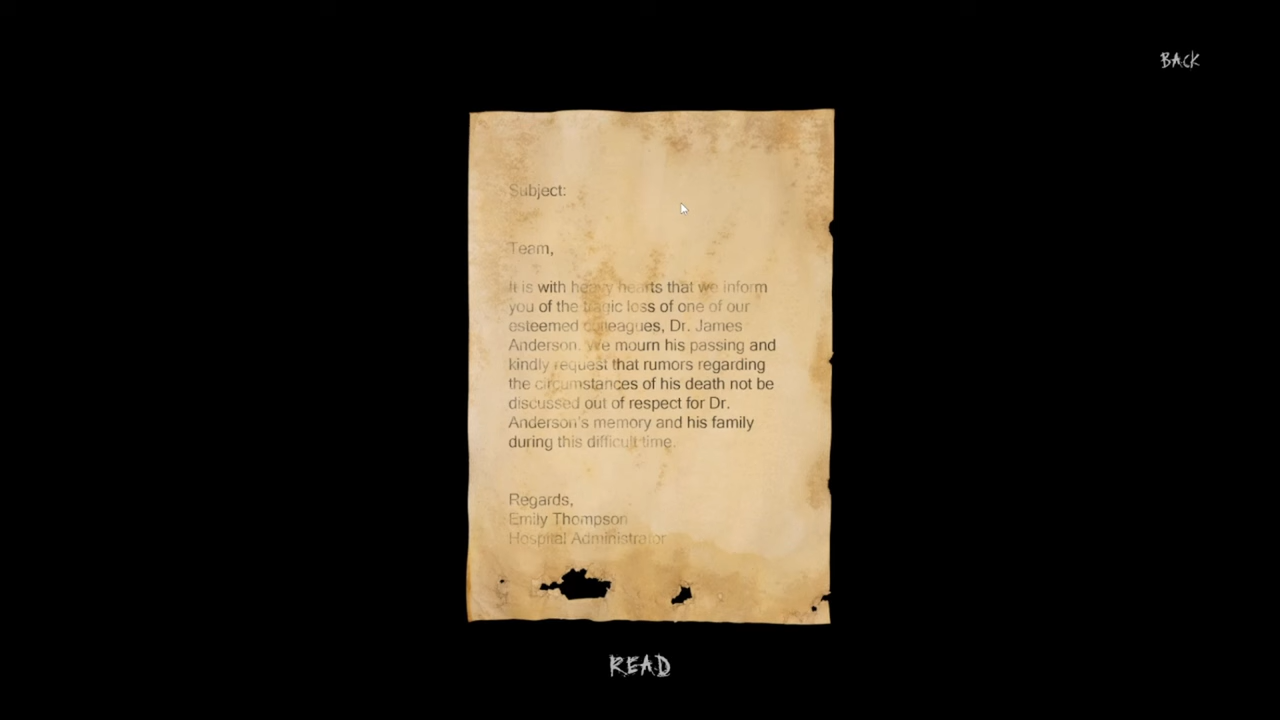 BACK
Subject:
Team,
It is with heavy hearts that we inform
you of the tragic loss of one of our
esteemed colleagues, Dr. James
Anderson. We mourn his passing and
kindly request that rumors regarding
the circumstances of his death not be
discussed out of respect for Dr.
Anderson's memory and his family
during this difficult time.
Regards,
Emily Thompson
Hospital Administrator
READ